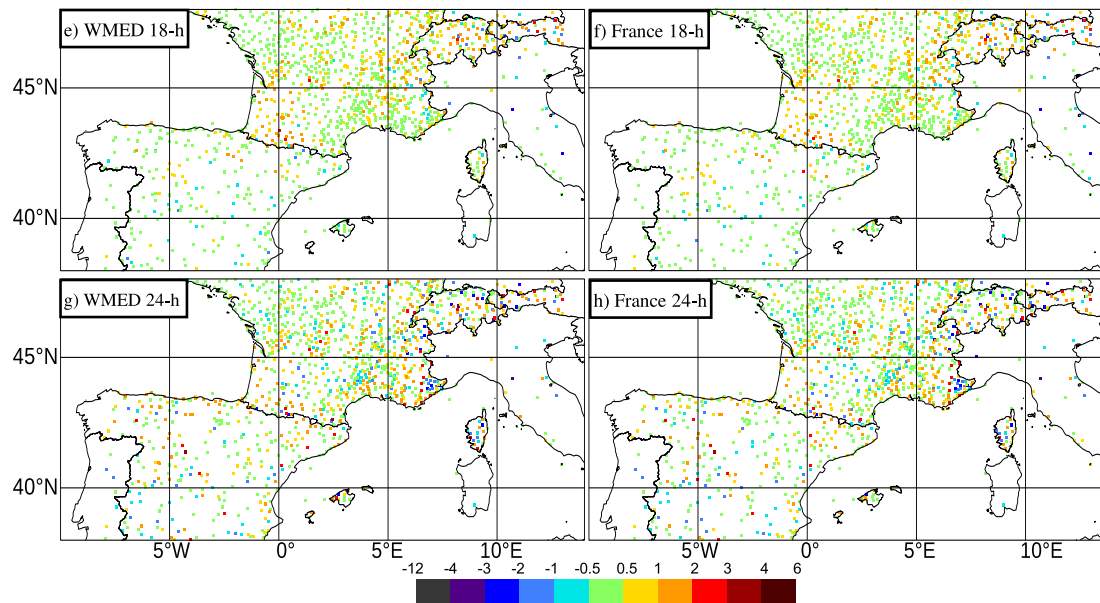 e) WMED 18-h
f) France 18-h
45°N
40°N
g) WMED 24-h
h) France 24-h
45°N
40°N
5°W 0° 5°E 10°E 5°W 0° 5°E 10°E
-12 -4 -3 -2 -1 -0.5 0.5 1 2 3 4 6